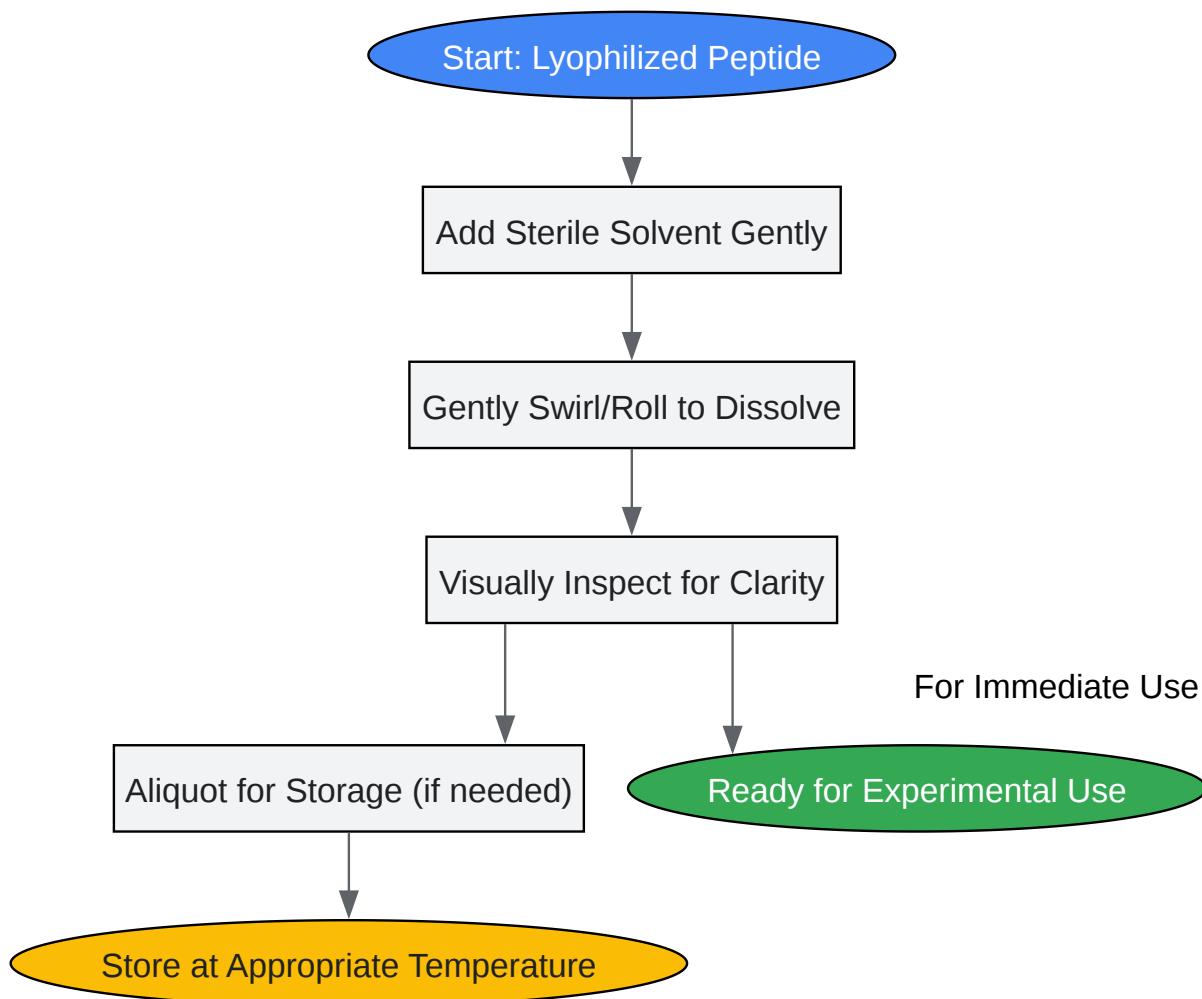 Start: Lyophilized Peptide
Add Sterile Solvent Gently
Gently Swirl/Roll to Dissolve
Visually Inspect for Clarity
For Immediate Use
Aliquot for Storage (if needed)
Ready for Experimental Use
Store at Appropriate Temperature